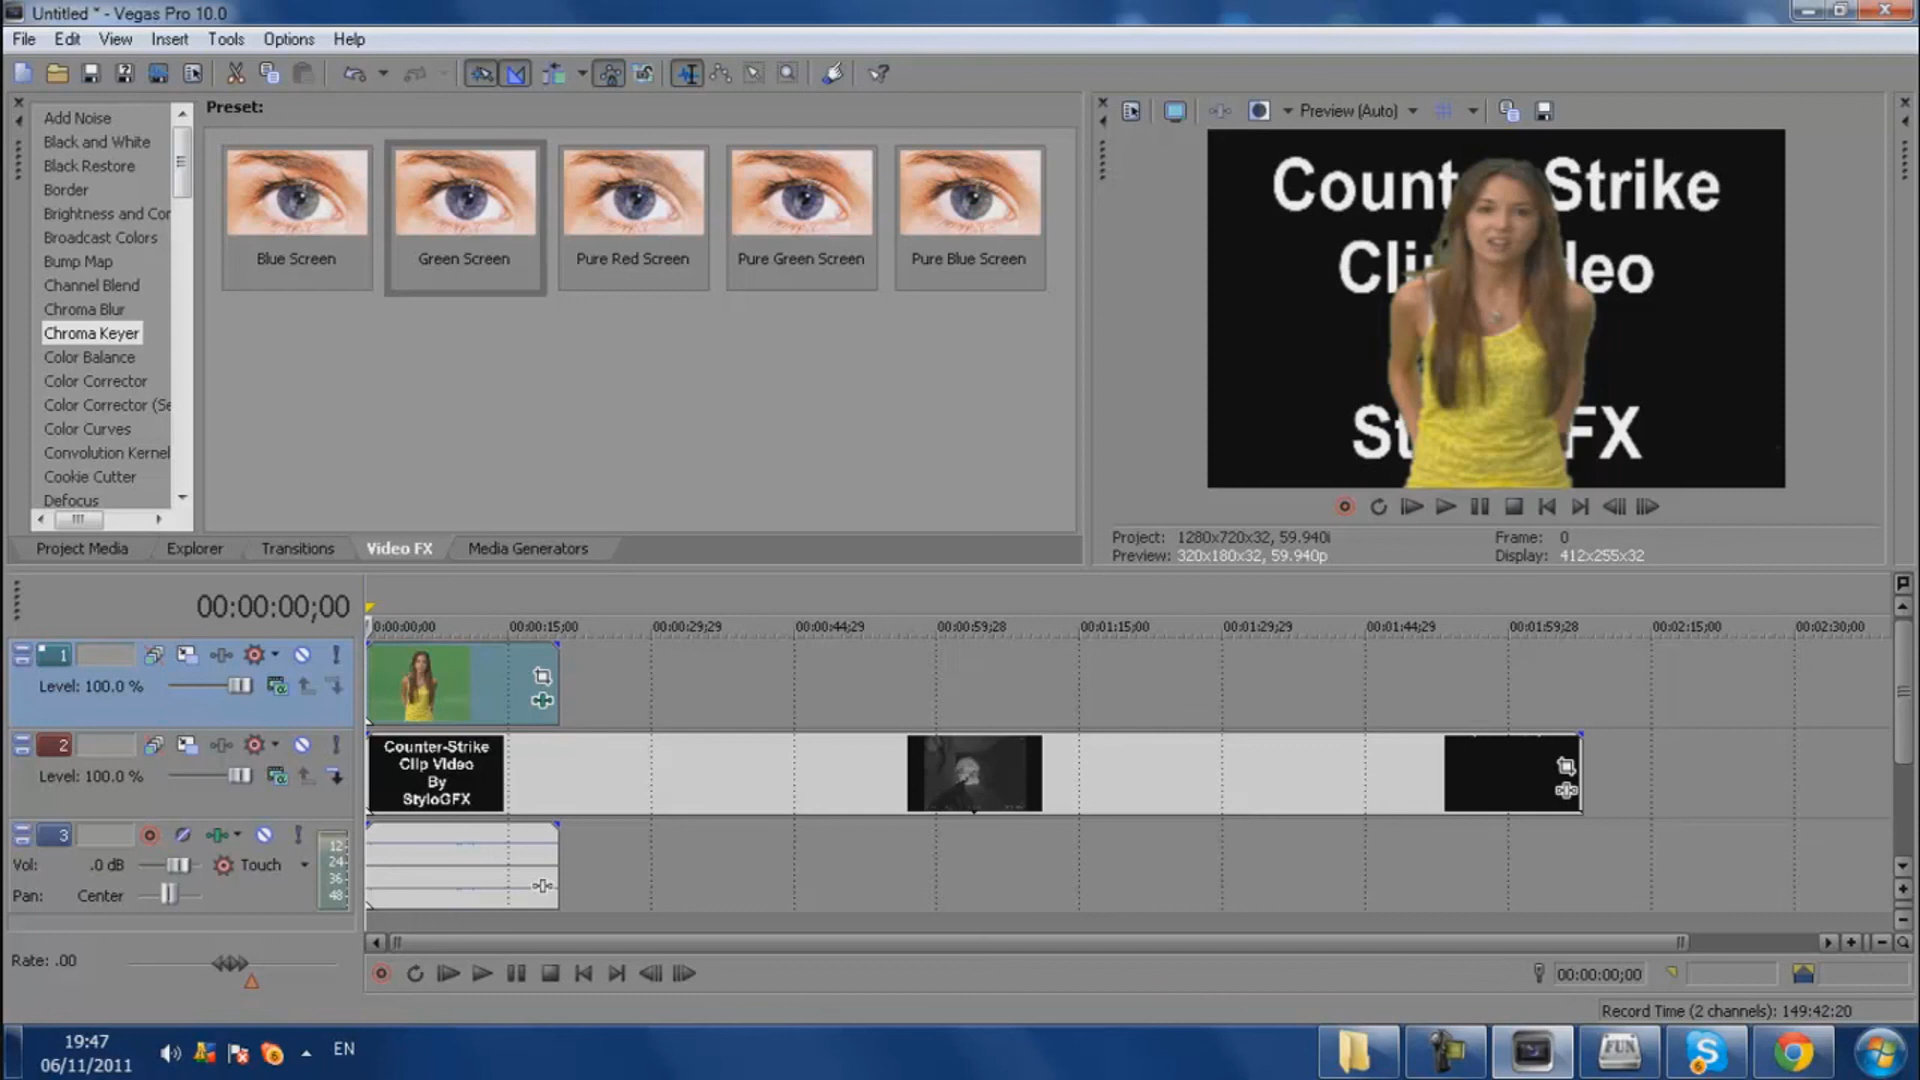 Untitled * - Vegas Pro 10.0
File Edit View Insert Tools Options Help
Add Noise
Black and White
Black Restore
Border
Brightness and Cor
Broadcast Colors
Bump Map
Channel Blend
Chroma Blur
Chroma Keyer
Color Balance
Color Corrector
Color Corrector (Se
Color Curves
Convolution Kernel
Cookie Cutter
Defocus
Preset:
Blue Screen Green Screen Pure Red Screen Pure Green Screen Pure Blue Screen
Project Media Explorer Transitions Video FX Media Generators
Preview (Auto)
Count Strike
Cli deo
St FX
Project: 1280x720x32, 59.940i Frame: 0
Preview: 320x180x32, 59.940p Display: 412x255x32
00:00:00;00
0:00:00;00 00:00:15;00 00:00:29;29 00:00:44;29 00:00:59;28 00:01:15;00 00:01:29;29 00:01:44;29 00:01:59;28 00:02:15;00 00:02:30;00
1
Level: 100.0 %
2
Level: 100.0 %
Counter-Strike
Clip Video
By
StyloGFX
3
Vol: .0 dB Touch
Pan: Center
12
24
36
48
Rate: .00
00:00:00;00
Record Time (2 channels): 149:42:20
19:47
06/11/2011
EN
FUN